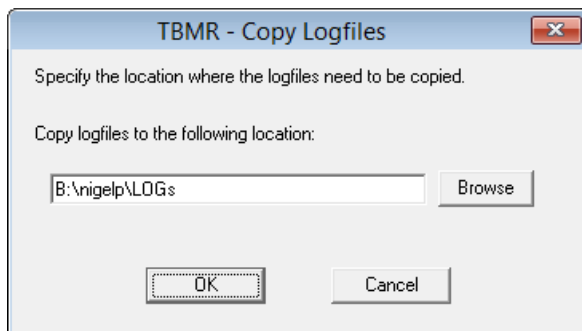 TBMR - Copy Logfiles
Specify the location where the logfiles need to be copied.
Copy logfiles to the following location:
B:\nigelp\LOGs
Browse
OK
Cancel